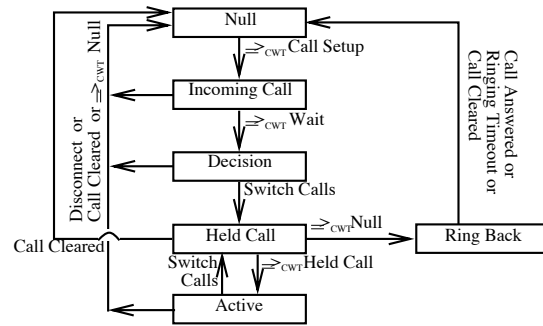 Null
⇒CWT Call Setup
Incoming Call
⇒CWT Wait
Decision
Switch Calls
Held Call
⇒CWT Null
Ring Back
Call Cleared
Switch
Calls
⇒CWT Held Call
Active
Disconnect or
Call Cleared or ⇒CWT Null
Call Answered or
Ringing Timeout or
Call Cleared